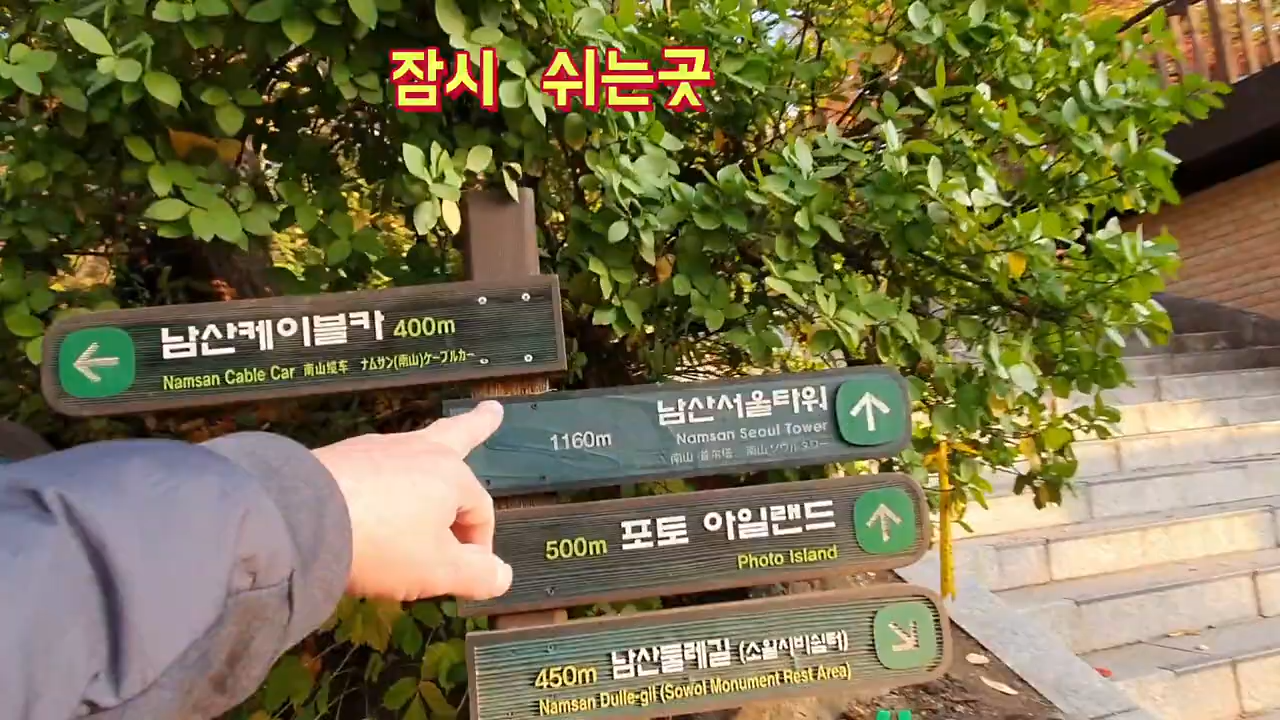 잠시 쉬는곳
남산케이블카 400m
Namsan Cable Car 南山缆车 ナムサン(南山)ケーブルカー
1160m 남산서울타워
Namsan Seoul Tower
南山 首尔塔 南山ソウルタワー
500m 포토 아일랜드
Photo Island
450m 남산둘레길 (소월시비쉼터)
Namsan Dulle-gil (Sowol Monument Rest Area)